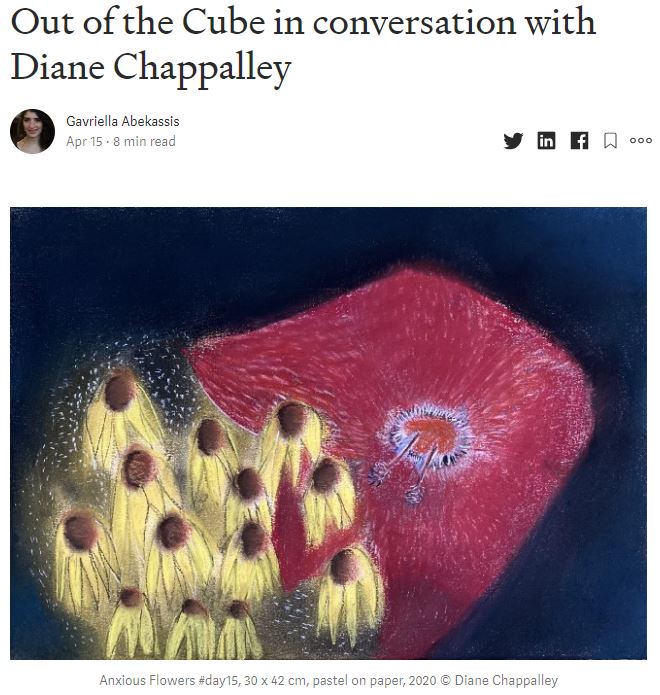 Out of the Cube in conversation with
Diane Chappalley
Gavriella Abekassis
Apr 15 · 8 min read
Anxious Flowers #day15, 30 x 42 cm, pastel on paper, 2020 © Diane Chappalley